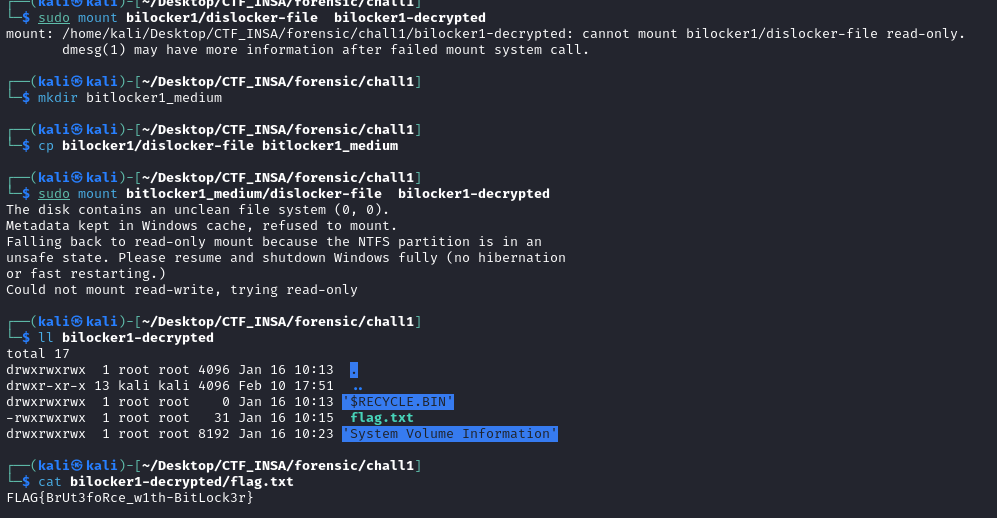 ┌──(kali㉿kali)-[~/Desktop/CTF_INSA/forensic/chall1]
└─$ sudo mount bilocker1/dislocker-file  bilocker1-decrypted
mount: /home/kali/Desktop/CTF_INSA/forensic/chall1/bilocker1-decrypted: cannot mount bilocker1/dislocker-file read-only.
       dmesg(1) may have more information after failed mount system call.

┌──(kali㉿kali)-[~/Desktop/CTF_INSA/forensic/chall1]
└─$ mkdir bitlocker1_medium

┌──(kali㉿kali)-[~/Desktop/CTF_INSA/forensic/chall1]
└─$ cp bilocker1/dislocker-file bitlocker1_medium

┌──(kali㉿kali)-[~/Desktop/CTF_INSA/forensic/chall1]
└─$ sudo mount bitlocker1_medium/dislocker-file  bilocker1-decrypted
The disk contains an unclean file system (0, 0).
Metadata kept in Windows cache, refused to mount.
Falling back to read-only mount because the NTFS partition is in an
unsafe state. Please resume and shutdown Windows fully (no hibernation
or fast restarting.)
Could not mount read-write, trying read-only

┌──(kali㉿kali)-[~/Desktop/CTF_INSA/forensic/chall1]
└─$ ll bilocker1-decrypted
total 17
drwxrwxrwx  1 root root 4096 Jan 16 10:13  .
drwxr-xr-x 13 kali kali 4096 Feb 10 17:51  ..
drwxrwxrwx  1 root root    0 Jan 16 10:13 '$RECYCLE.BIN'
-rwxrwxrwx  1 root root   31 Jan 16 10:15  flag.txt
drwxrwxrwx  1 root root 8192 Jan 16 10:23 'System Volume Information'

┌──(kali㉿kali)-[~/Desktop/CTF_INSA/forensic/chall1]
└─$ cat bilocker1-decrypted/flag.txt
FLAG{BrUt3foRce_w1th-BitLock3r}